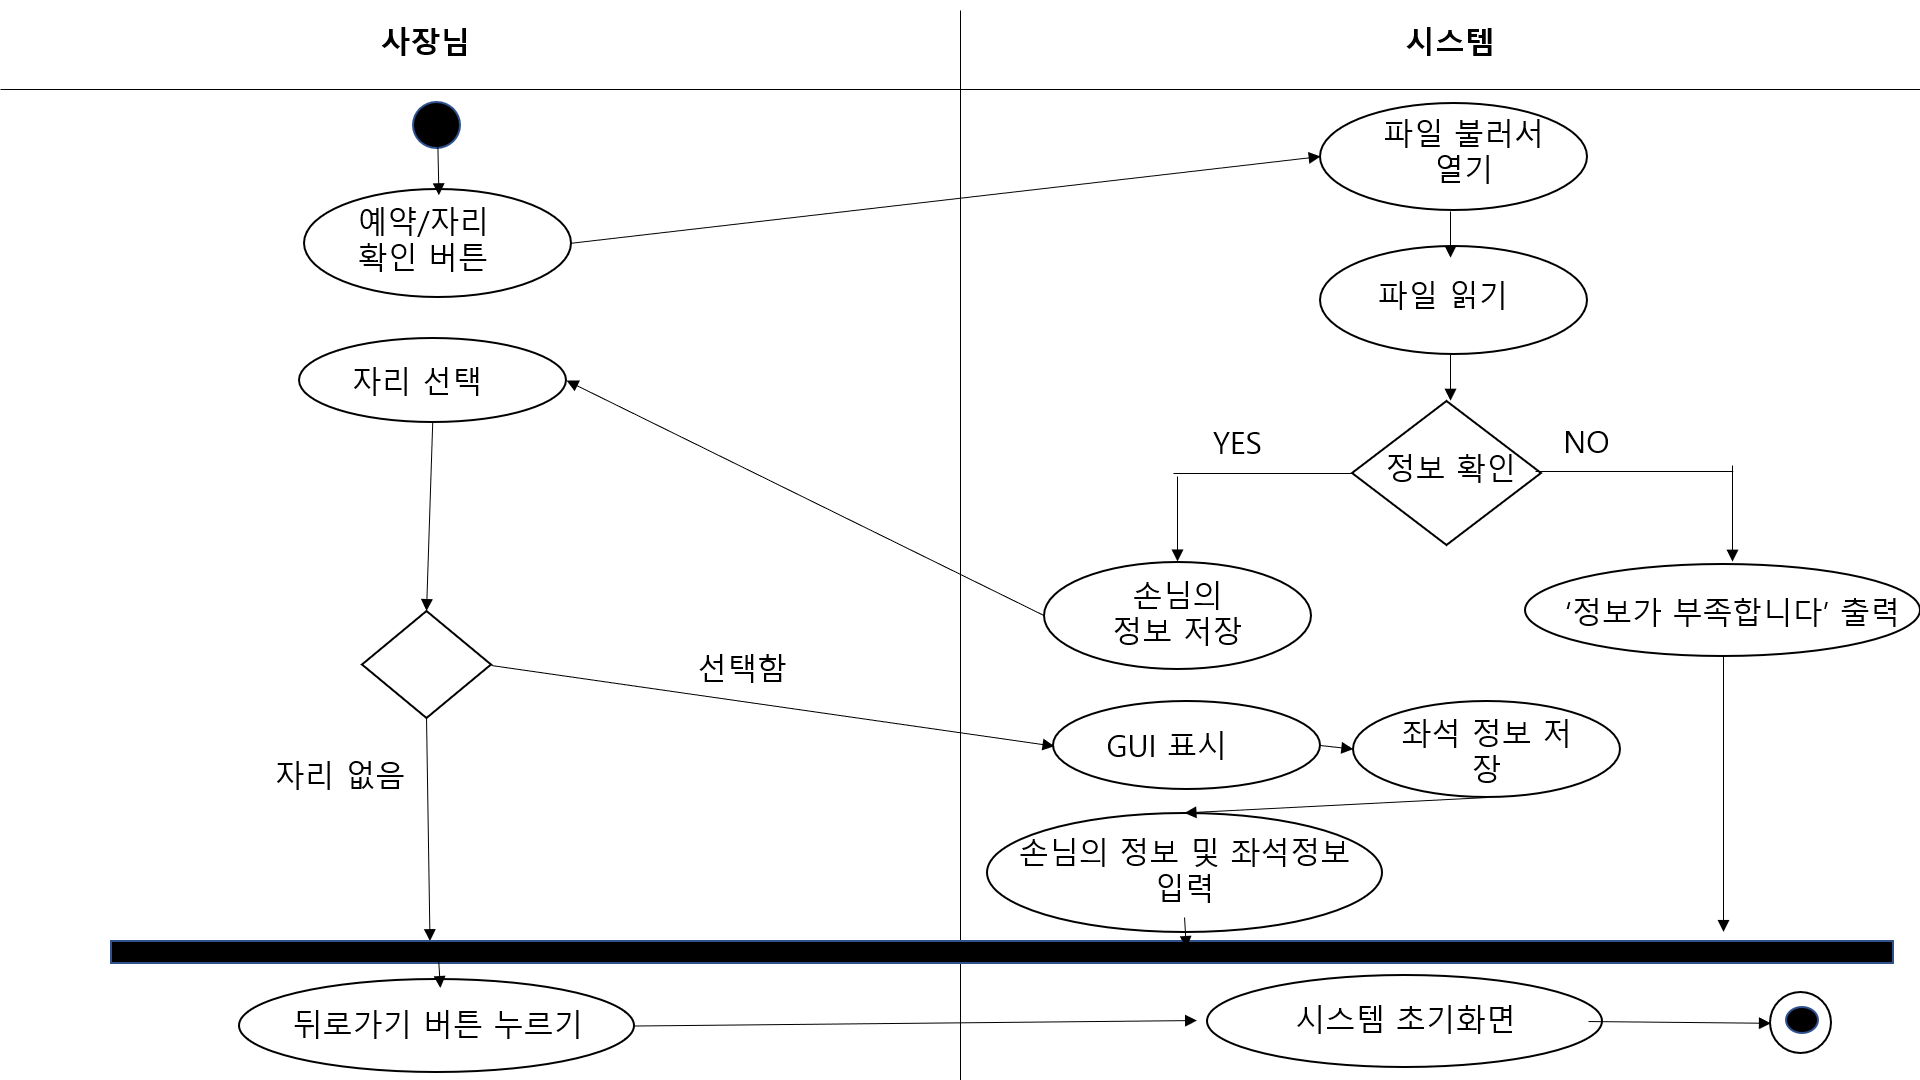 사장님
시스템
예약/자리
확인 버튼
파일 불러서
열기
파일 읽기
자리 선택
YES
정보 확인
NO
손님의
정보 저장
'정보가 부족합니다' 출력
선택함
GUI 표시
좌석 정보 저
장
자리 없음
손님의 정보 및 좌석정보
입력
뒤로가기 버튼 누르기
시스템 초기화면